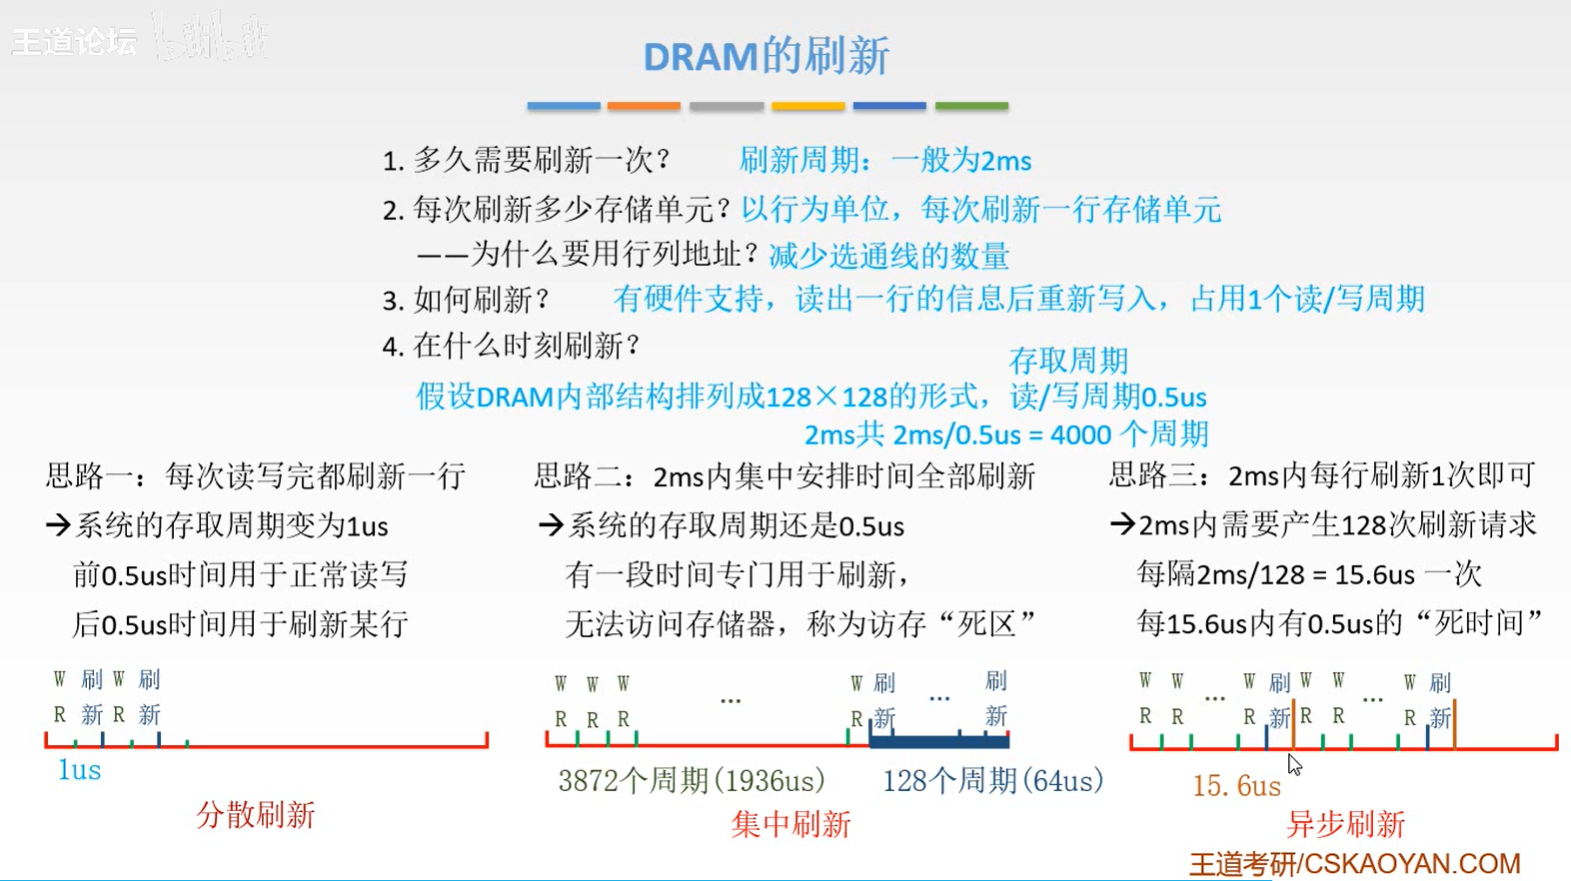 王道论坛 bilibili
DRAM的刷新
1. 多久需要刷新一次？ 刷新周期：一般为2ms
2. 每次刷新多少存储单元？以行为单位，每次刷新一行存储单元
——为什么要用行列地址？减少选通线的数量
3. 如何刷新？ 有硬件支持，读出一行的信息后重新写入，占用1个读/写周期
4. 在什么时刻刷新？
存取周期
假设DRAM内部结构排列成128×128的形式，读/写周期0.5us
2ms共 2ms/0.5us = 4000 个周期
思路一：每次读写完都刷新一行
→系统的存取周期变为1us
前0.5us时间用于正常读写
后0.5us时间用于刷新某行
W 刷 W 刷
R 新 R 新
1us
分散刷新
思路二：2ms内集中安排时间全部刷新
→系统的存取周期还是0.5us
有一段时间专门用于刷新，
无法访问存储器，称为访存“死区”
W W W ... W 刷 ... 刷
R R R R 新 新
3872个周期(1936us) 128个周期(64us)
集中刷新
思路三：2ms内每行刷新1次即可
→2ms内需要产生128次刷新请求
每隔2ms/128 = 15.6us 一次
每15.6us内有0.5us的“死时间”
W W ... W 刷 W W ... W 刷
R R R 新 R R R 新
15.6us
异步刷新
王道考研/CSKAOYAN.COM